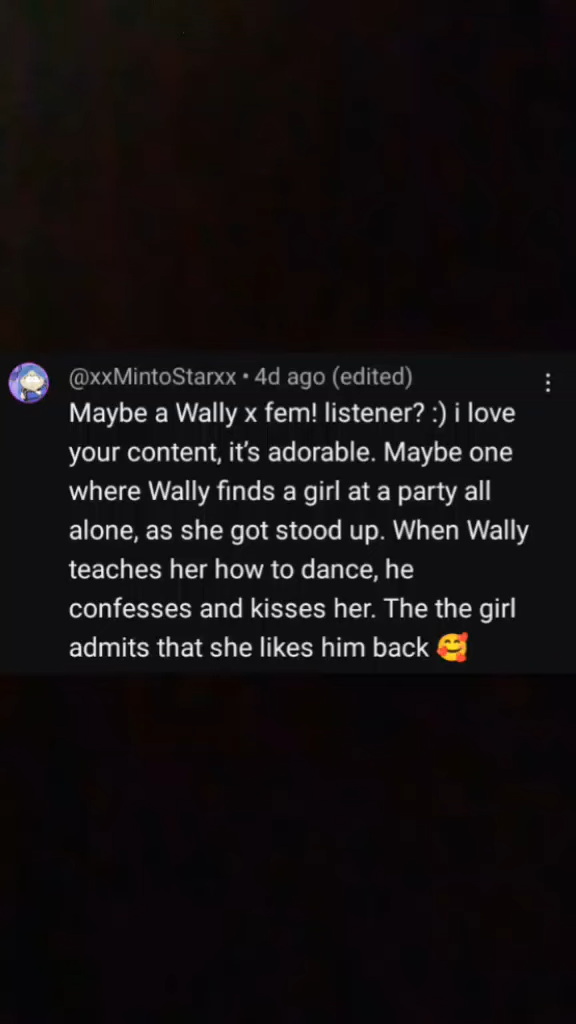 @xxMintoStarxx • 4d ago (edited)
Maybe a Wally x fem! listener? :) i love
your content, it's adorable. Maybe one
where Wally finds a girl at a party all
alone, as she got stood up. When Wally
teaches her how to dance, he
confesses and kisses her. The the girl
admits that she likes him back 🥰